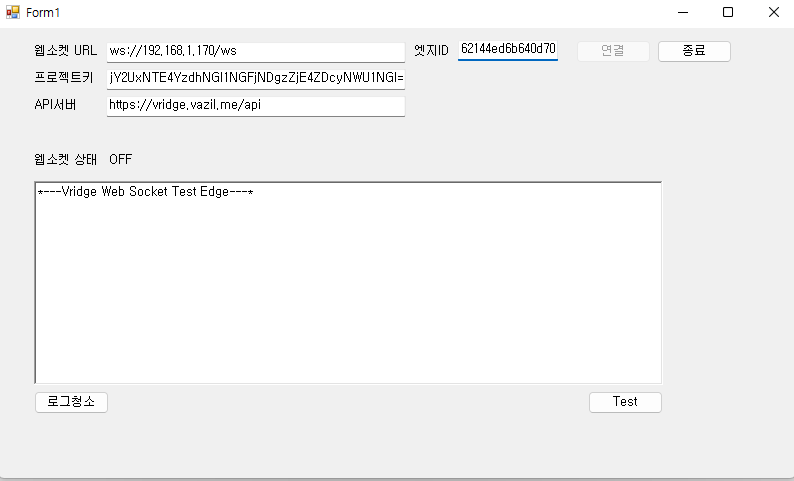 Form1
웹소켓 URL ws://192.168.1.170/ws 엣지ID 62144ed6b640d70 연결 종료
프로젝트키 jY2UxNTE4YzdhNGI1NGFjNDgzZjE4ZDcyNWU1NGI=
API서버 https://vridge.vazil.me/api
웹소켓 상태 OFF
*---Vridge Web Socket Test Edge---*
로그청소 Test